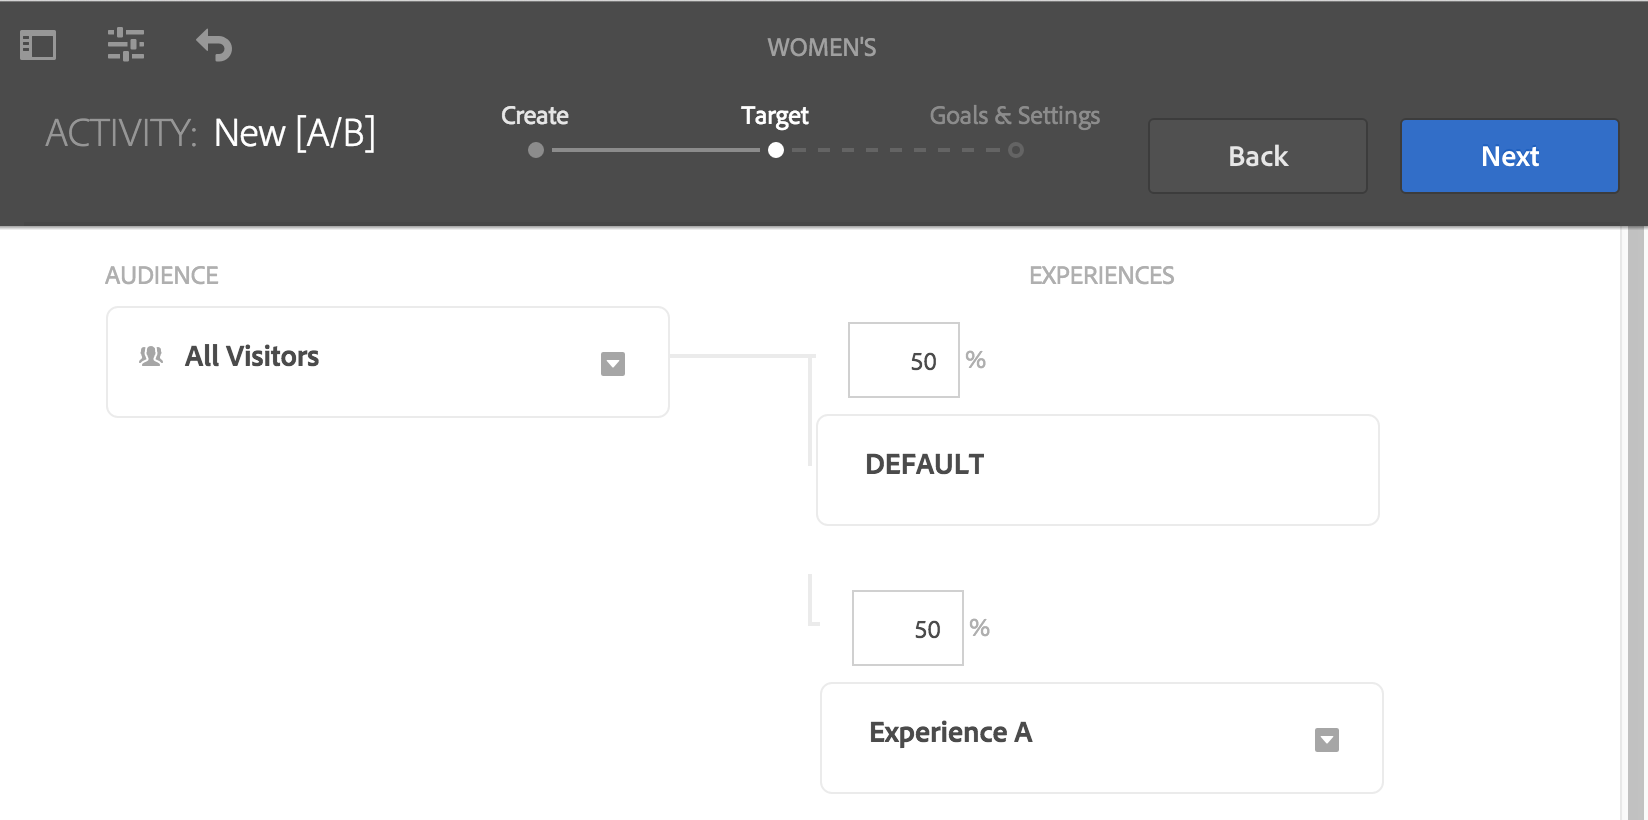 WOMEN'S
ACTIVITY: New [A/B]
Create
Target
Goals & Settings
Back
Next
AUDIENCE
EXPERIENCES
All Visitors
50 %
DEFAULT
50 %
Experience A